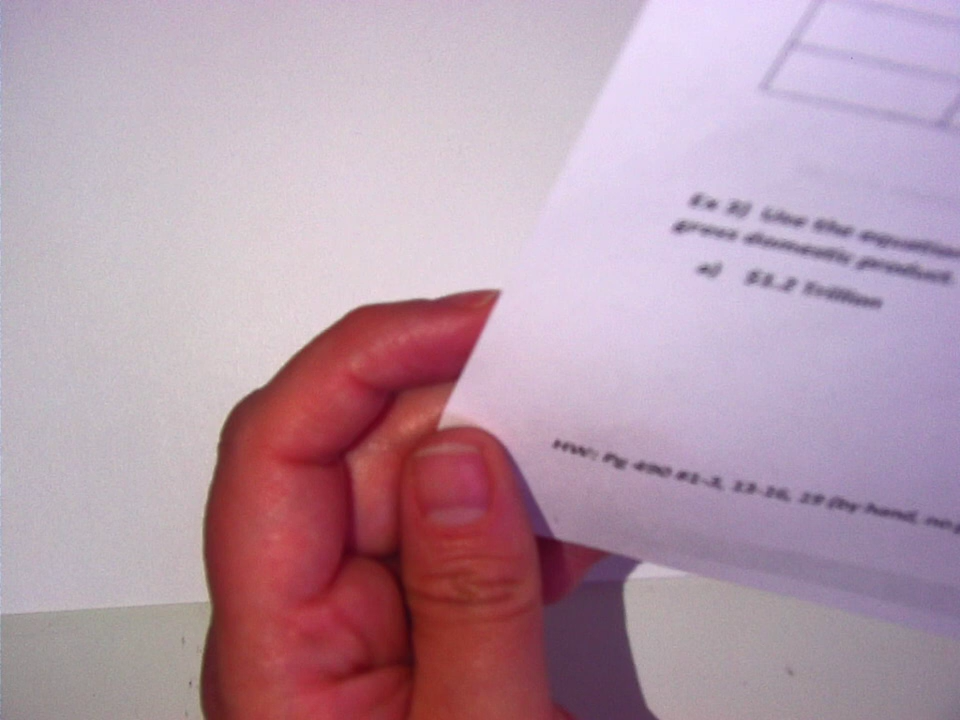 Ex 3) Use the equation
gross domestic product.
a) $1.2 Trillion
HW: Pg 490 #1-3, 13-16, 19 (by hand, no